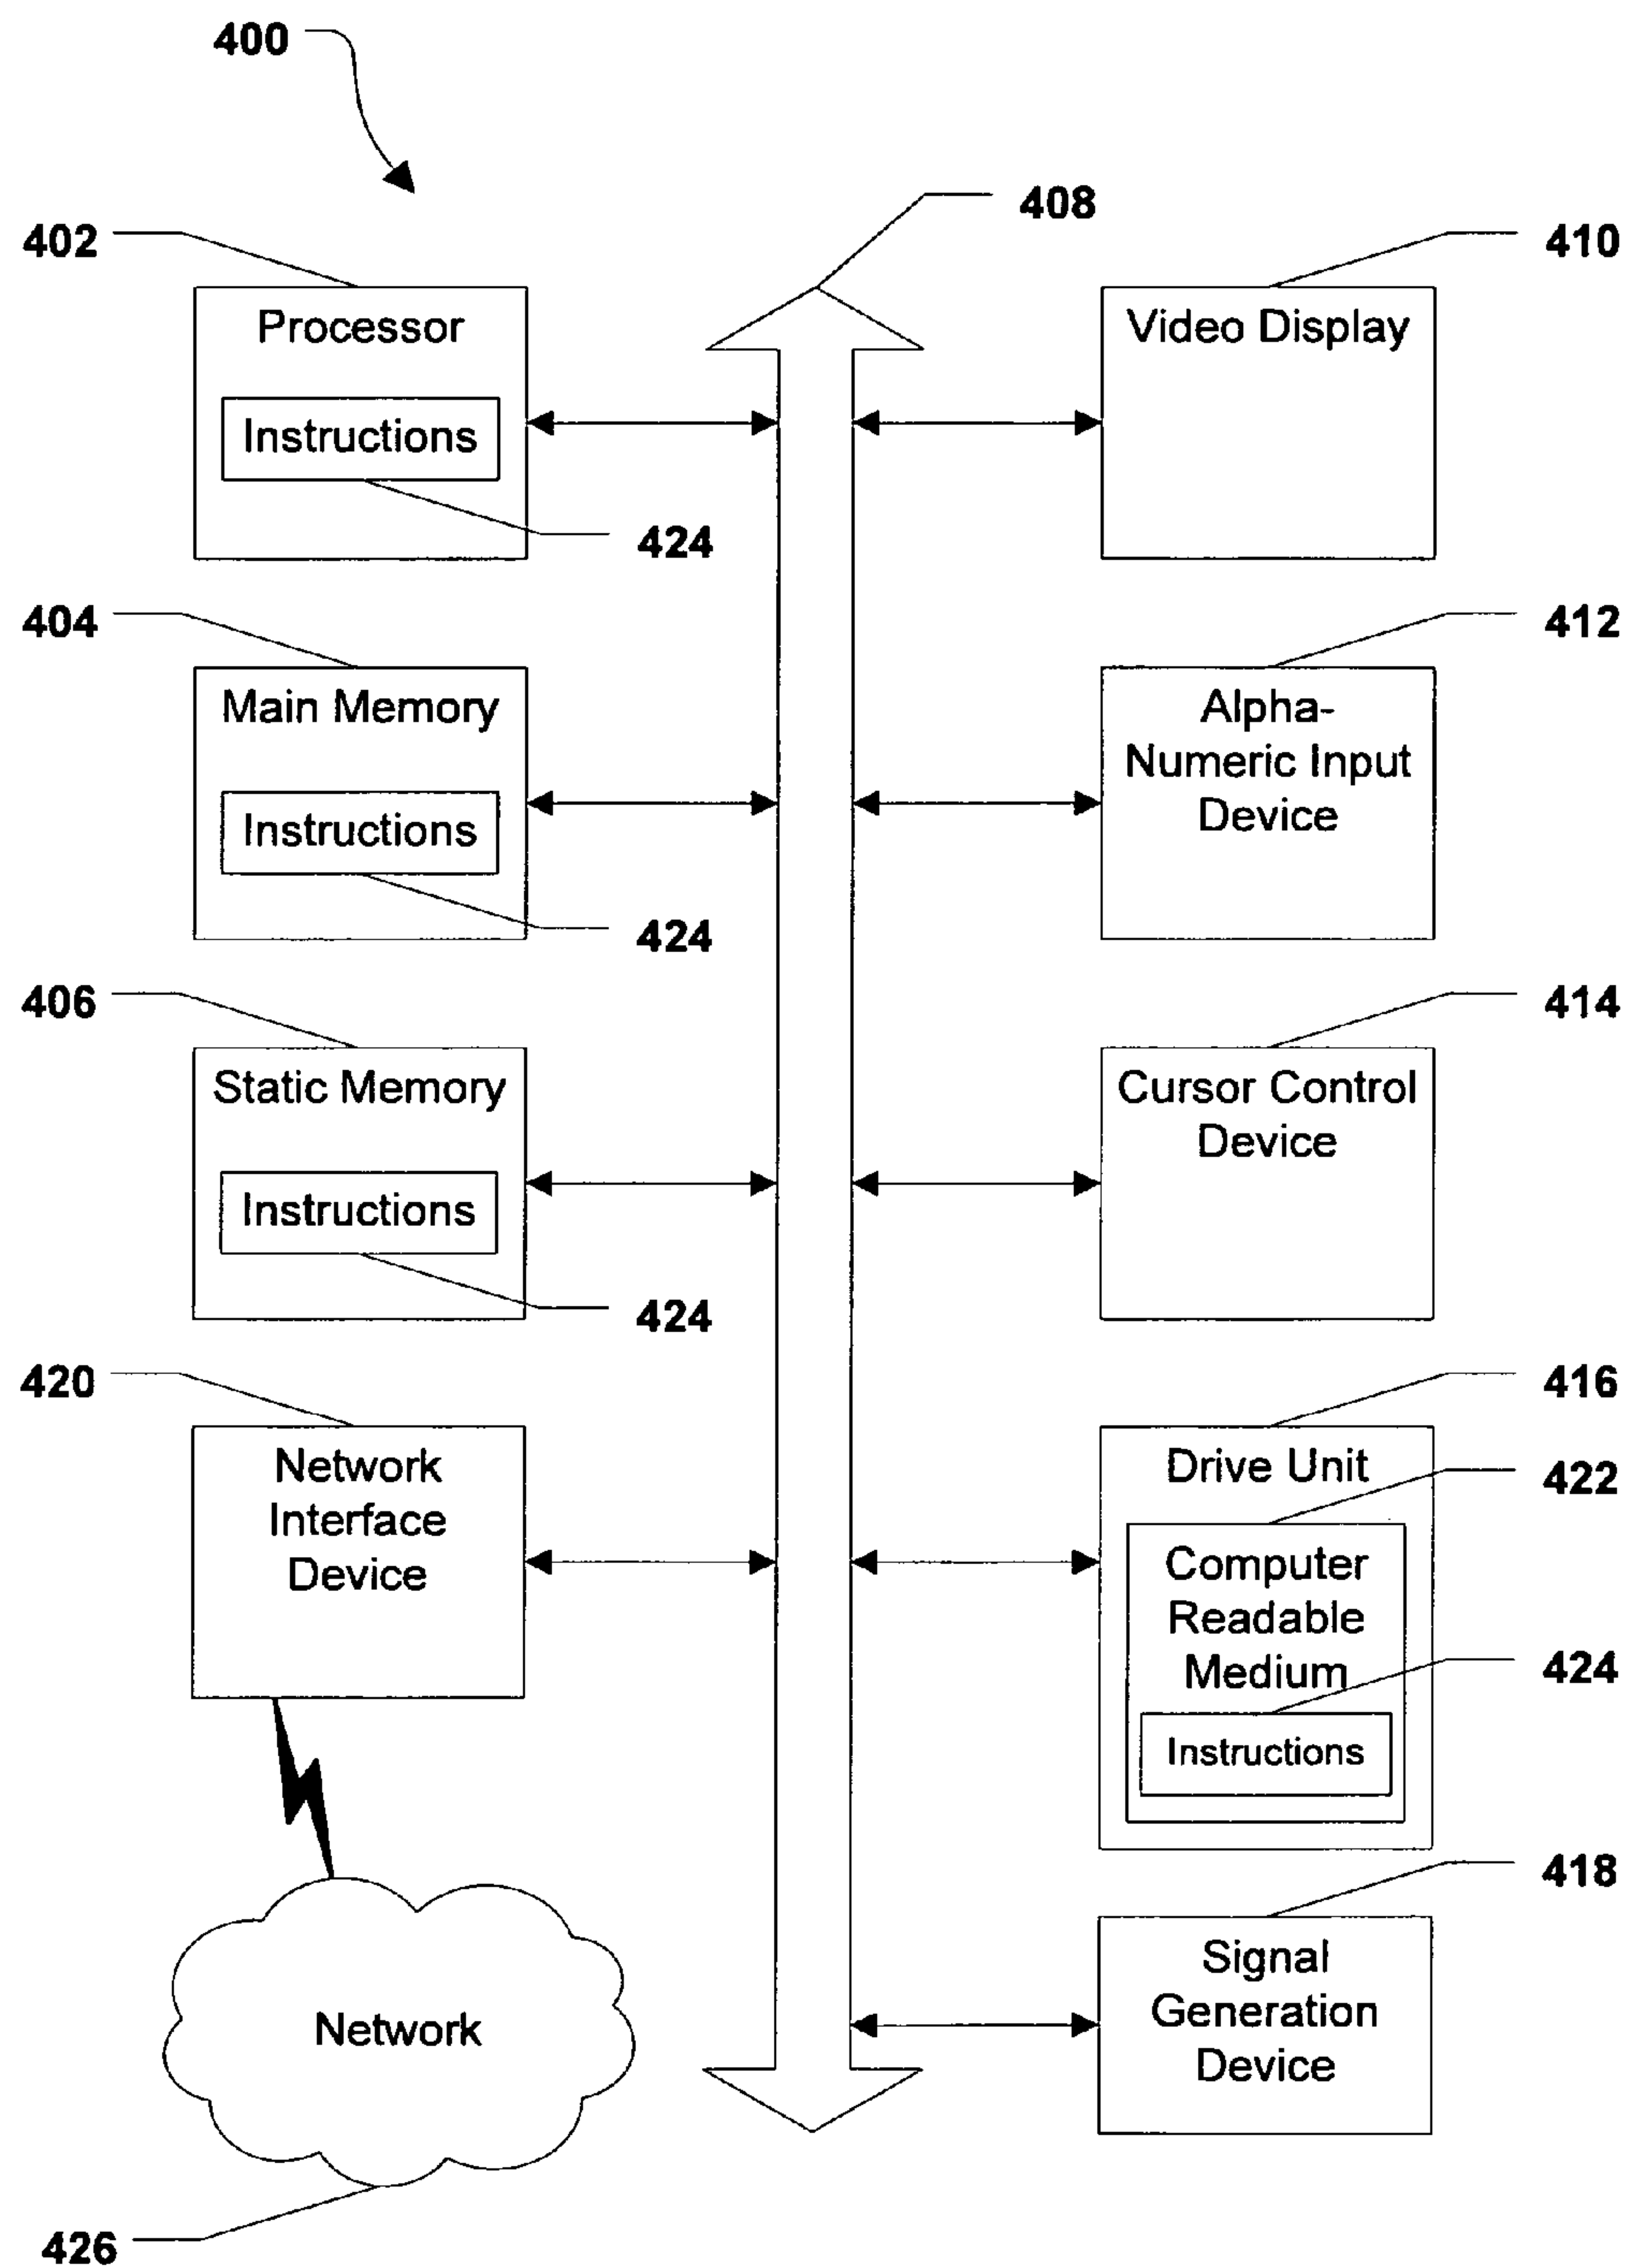 400
408
402
Processor
Instructions
424
410
Video Display
404
Main Memory
Instructions
424
412
Alpha-
Numeric Input
Device
406
Static Memory
Instructions
424
414
Cursor Control
Device
420
Network
Interface
Device
416
Drive Unit
422
Computer
Readable
Medium
424
Instructions
418
Signal
Generation
Device
Network
426